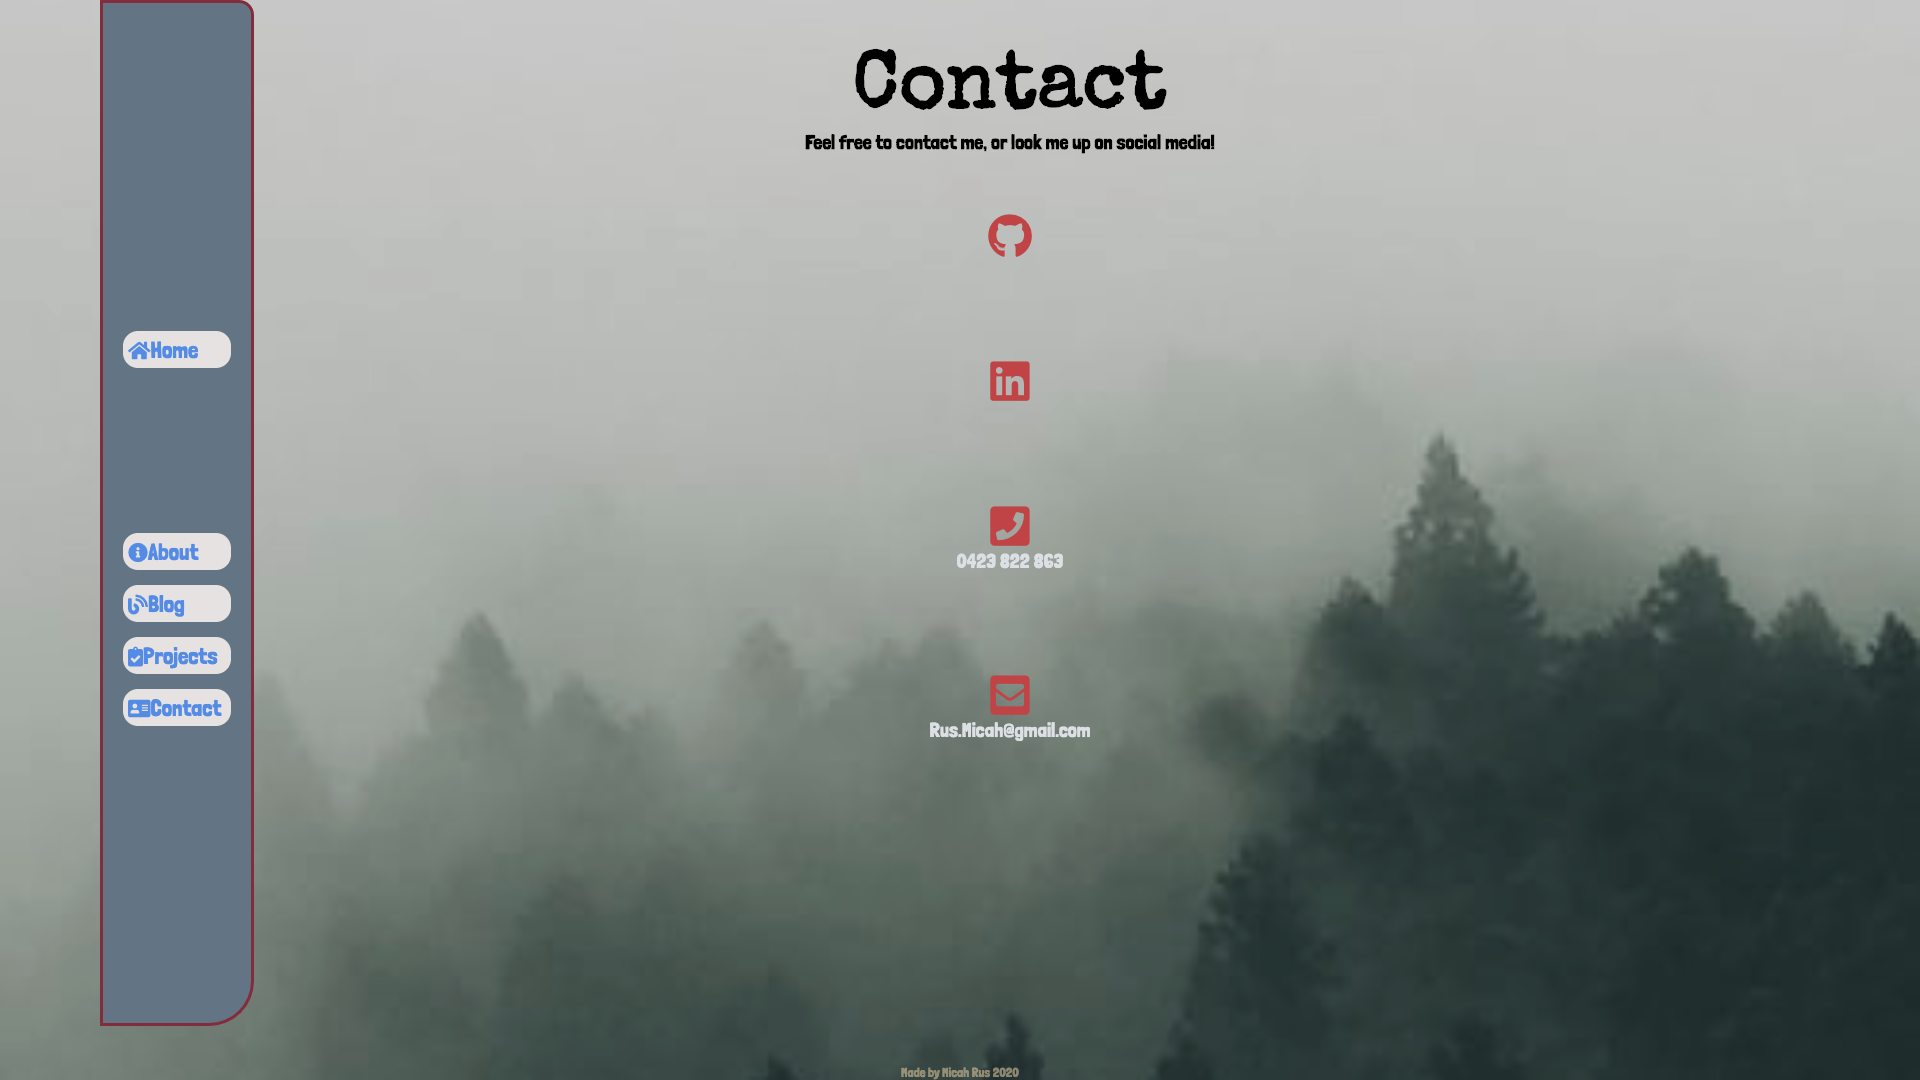 Contact
Feel free to contact me, or look me up on social media!
Home
About
Blog
Projects
Contact
in
0423 822 863
Rus.Micah@gmail.com
Made by Micah Rus 2020